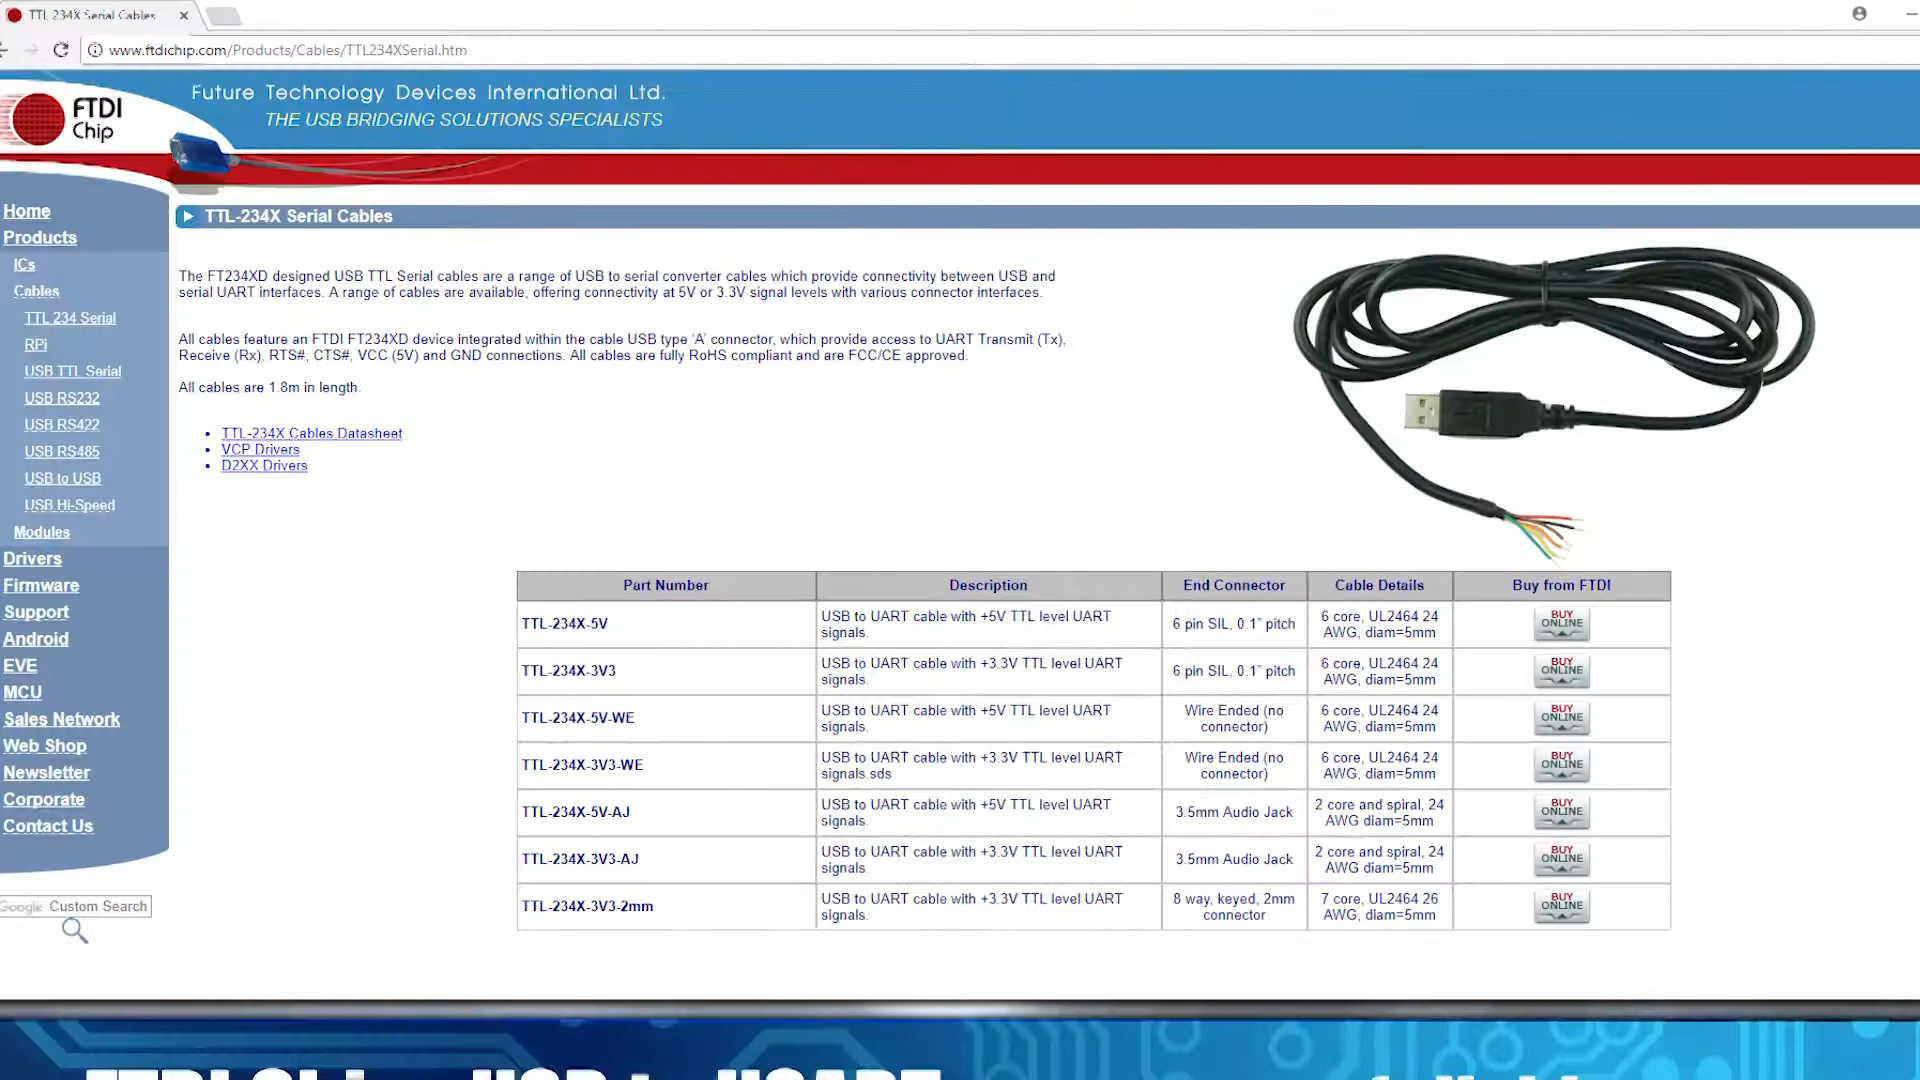 TTL 234X Serial Cables
www.ftdichip.com/Products/Cables/TTL234XSerial.htm
Future Technology Devices International Ltd.
THE USB BRIDGING SOLUTIONS SPECIALISTS
FTDI
Chip
Home
Products
ICs
Cables
TTL 234 Serial
RPi
USB TTL Serial
USB RS232
USB RS422
USB RS485
USB to USB
USB Hi-Speed
Modules
Drivers
Firmware
Support
Android
EVE
MCU
Sales Network
Web Shop
Newsletter
Corporate
Contact Us
Google Custom Search
TTL-234X Serial Cables
The FT234XD designed USB TTL Serial cables are a range of USB to serial converter cables which provide connectivity between USB and
serial UART interfaces. A range of cables are available, offering connectivity at 5V or 3.3V signal levels with various connector interfaces.
All cables feature an FTDI FT234XD device integrated within the cable USB type ‘A’ connector, which provide access to UART Transmit (Tx),
Receive (Rx), RTS#, CTS#, VCC (5V) and GND connections. All cables are fully RoHS compliant and are FCC/CE approved.
All cables are 1.8m in length.
TTL-234X Cables Datasheet
VCP Drivers
D2XX Drivers
Part Number Description End Connector Cable Details Buy from FTDI
TTL-234X-5V
USB to UART cable with +5V TTL level UART
signals.
6 pin SIL, 0.1” pitch
6 core, UL2464 24
AWG, diam=5mm
BUY
ONLINE
TTL-234X-3V3
USB to UART cable with +3.3V TTL level UART
signals.
6 pin SIL, 0.1” pitch
6 core, UL2464 24
AWG, diam=5mm
BUY
ONLINE
TTL-234X-5V-WE
USB to UART cable with +5V TTL level UART
signals.
Wire Ended (no
connector)
6 core, UL2464 24
AWG, diam=5mm
BUY
ONLINE
TTL-234X-3V3-WE
USB to UART cable with +3.3V TTL level UART
signals.sds
Wire Ended (no
connector)
6 core, UL2464 24
AWG, diam=5mm
BUY
ONLINE
TTL-234X-5V-AJ
USB to UART cable with +5V TTL level UART
signals.
3.5mm Audio Jack
2 core and spiral, 24
AWG diam=5mm
BUY
ONLINE
TTL-234X-3V3-AJ
USB to UART cable with +3.3V TTL level UART
signals.
3.5mm Audio Jack
2 core and spiral, 24
AWG diam=5mm
BUY
ONLINE
TTL-234X-3V3-2mm
USB to UART cable with +3.3V TTL level UART
signals.
8 way, keyed, 2mm
connector
7 core, UL2464 26
AWG, diam=5mm
BUY
ONLINE